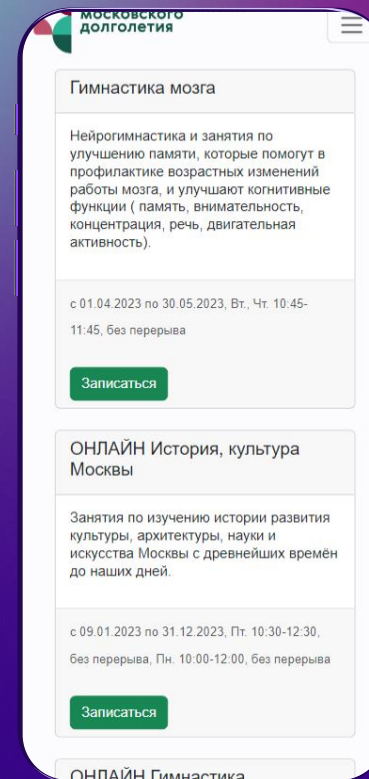 МОСКОВСКОГО
ДОЛГОЛЕТИЯ
Гимнастика мозга
Нейрогимнастика и занятия по
улучшению памяти, которые помогут в
профилактике возрастных изменений
работы мозга, и улучшают когнитивные
функции ( память, внимательность,
концентрация, речь, двигательная
активность).
с 01.04.2023 по 30.05.2023, Вт., Чт. 10:45-
11:45, без перерыва
Записаться
ОНЛАЙН История, культура
Москвы
Занятия по изучению истории развития
культуры, архитектуры, науки и
искусства Москвы с древнейших времён
до наших дней.
с 09.01.2023 по 31.12.2023, Пт. 10:30-12:30,
без перерыва, Пн. 10:00-12:00, без перерыва
Записаться
ОНЛАЙН Гимнастика